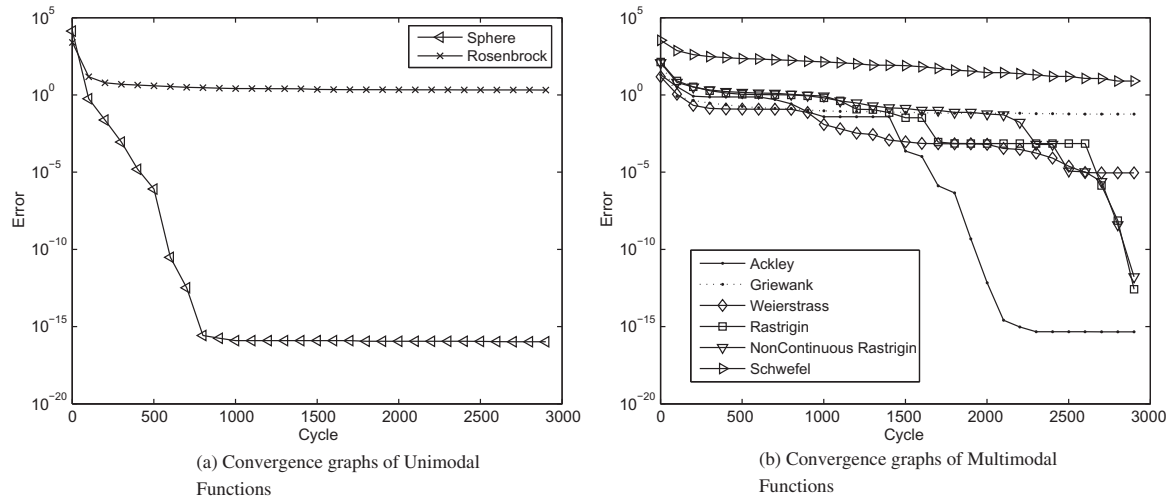 10^5
10^0
10^−5
10^−10
10^−15
10^−20
Error
0 500 1000 1500 2000 2500 3000
Cycle
Sphere
Rosenbrock
(a) Convergence graphs of Unimodal
Functions
10^5
10^0
10^−5
10^−10
10^−15
10^−20
Error
0 500 1000 1500 2000 2500 3000
Cycle
Ackley
Griewank
Weierstrass
Rastrigin
NonContinuous Rastrigin
Schwefel
(b) Convergence graphs of Multimodal
Functions